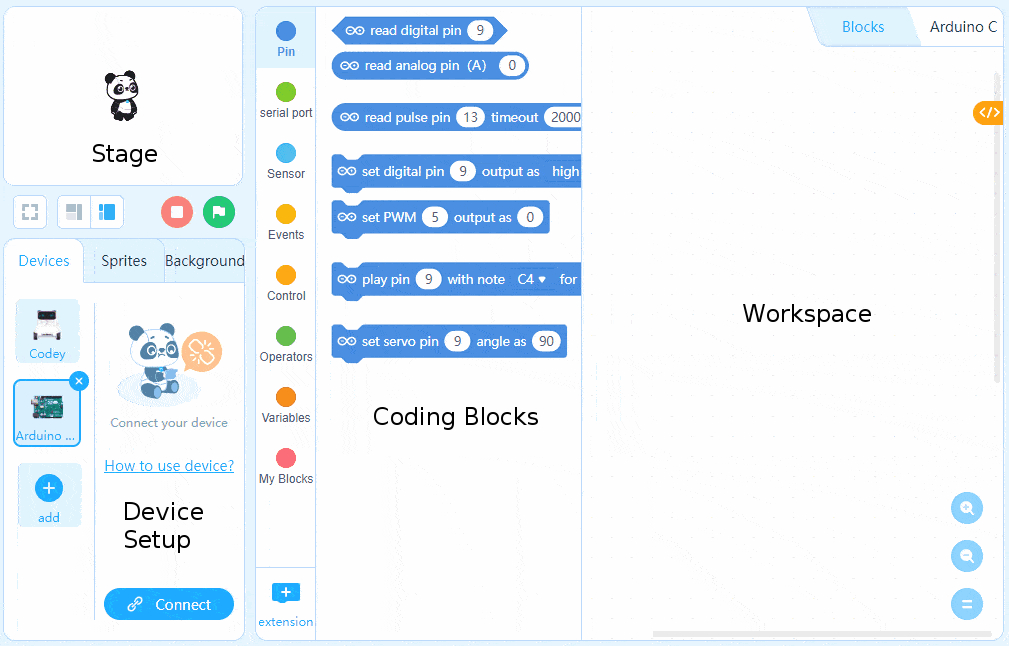 Stage
Devices
Sprites
Background
Codey
Arduino ...
add
Connect your device
How to use device?
Device
Setup
Connect
Pin
serial port
Sensor
Events
Control
Operators
Variables
My Blocks
extension
read digital pin 9
read analog pin (A) 0
read pulse pin 13 timeout 2000
set digital pin 9 output as high
set PWM 5 output as 0
play pin 9 with note C4 for
set servo pin 9 angle as 90
Coding Blocks
Blocks
Arduino C
</>
Workspace